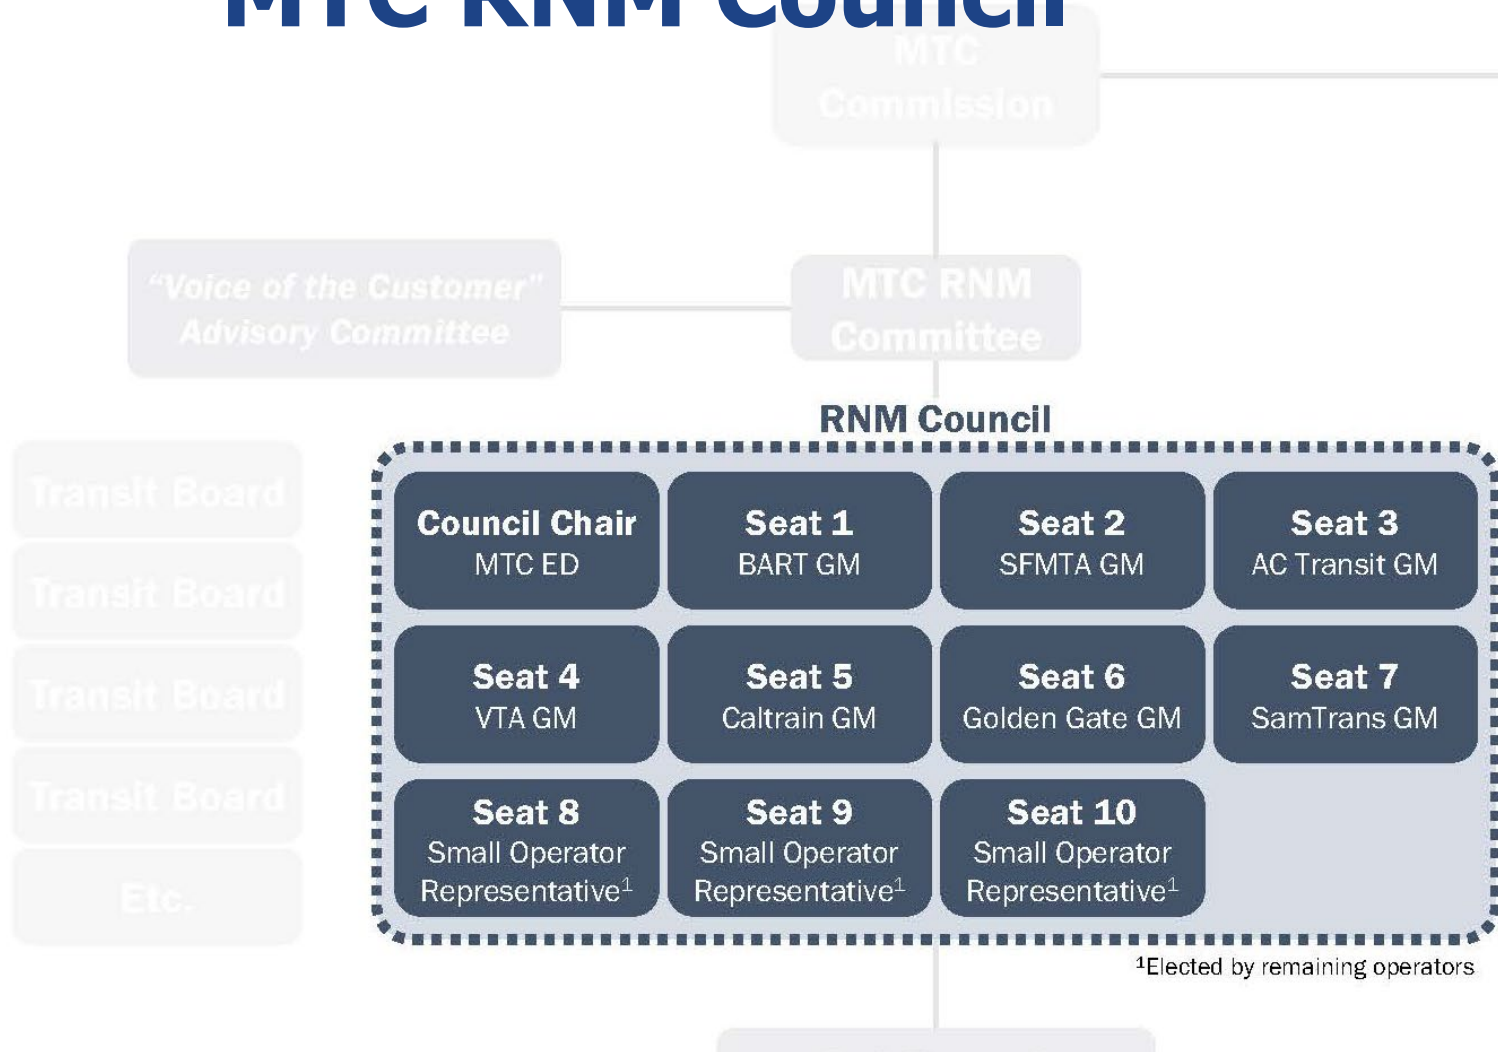 MTC RNM Council
MTC
Commission
“Voice of the Customer”
Advisory Committee
MTC RNM
Committee
RNM Council
Transit Board
Transit Board
Transit Board
Transit Board
Etc.
Council Chair
MTC ED
Seat 1
BART GM
Seat 2
SFMTA GM
Seat 3
AC Transit GM
Seat 4
VTA GM
Seat 5
Caltrain GM
Seat 6
Golden Gate GM
Seat 7
SamTrans GM
Seat 8
Small Operator
Representative¹
Seat 9
Small Operator
Representative¹
Seat 10
Small Operator
Representative¹
¹Elected by remaining operators